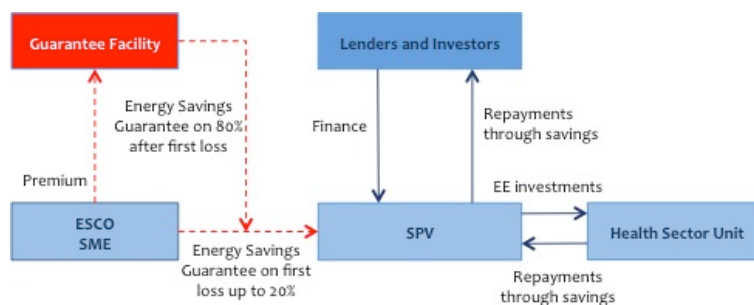 Guarantee Facility
Lenders and Investors
Energy Savings
Guarantee on 80%
after first loss
Finance
Repayments
through savings
Premium
EE investments
ESCO
SME
SPV
Health Sector Unit
Energy Savings
Guarantee on first
loss up to 20%
Repayments
through savings